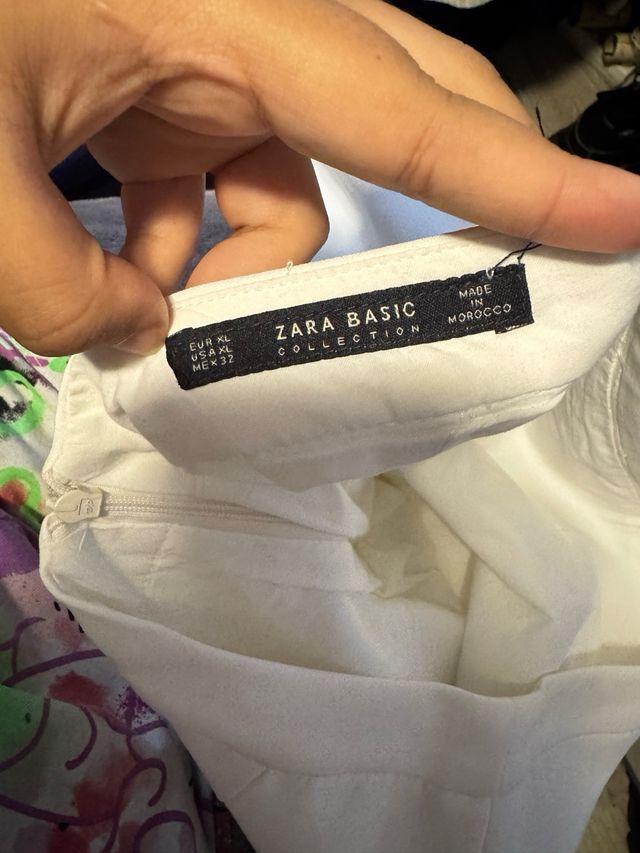 EUR XL
USA XL
MEX 32
ZARA BASIC
COLLECTION
MADE
IN
MOROCCO